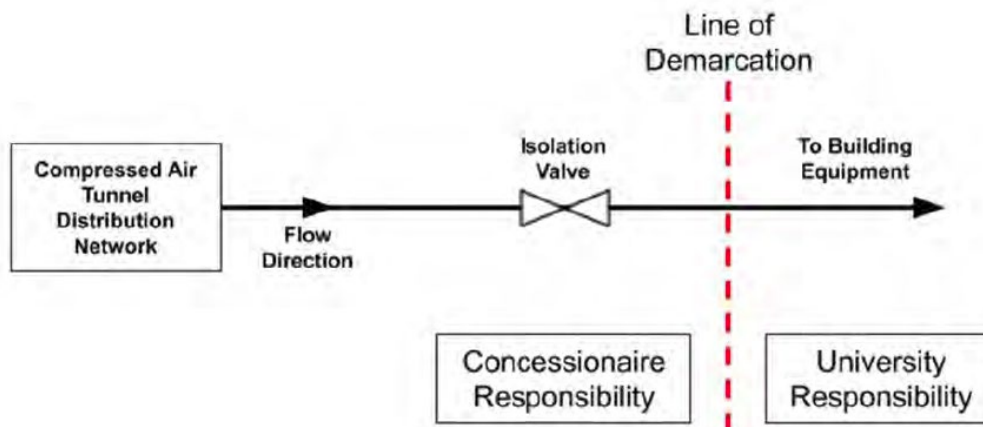 Line of
Demarcation
Isolation
Valve
To Building
Equipment
Compressed Air
Tunnel
Distribution
Network
Flow
Direction
Concessionaire
Responsibility
University
Responsibility